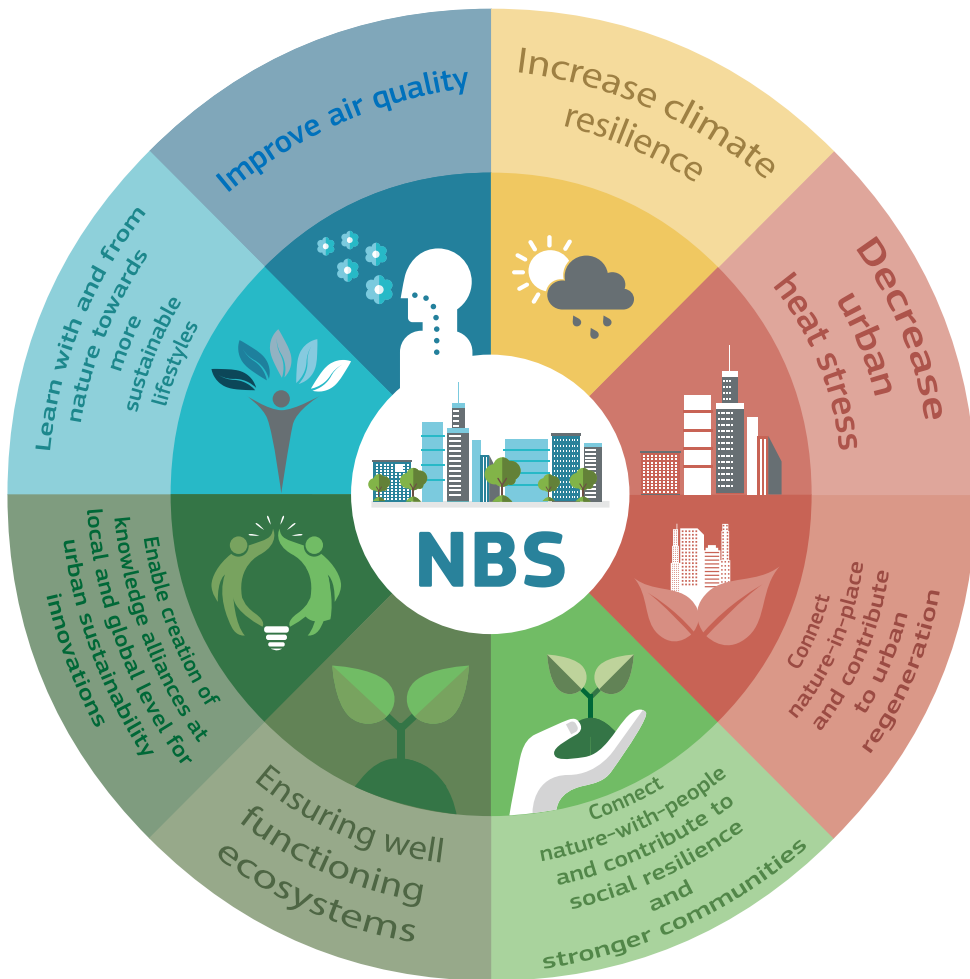 Improve air quality
Increase climate
resilience
Decrease
urban
heat stress
Connect
nature-in-place
and contribute
to urban
regeneration
Connect
nature-with-people
and contribute to
social resilience
and
stronger communities
Ensuring well
functioning
ecosystems
Enable creation of
knowledge alliances at
local and global level for
urban sustainability
innovations
Learn with and from
nature towards
more
sustainable
lifestyles
NBS